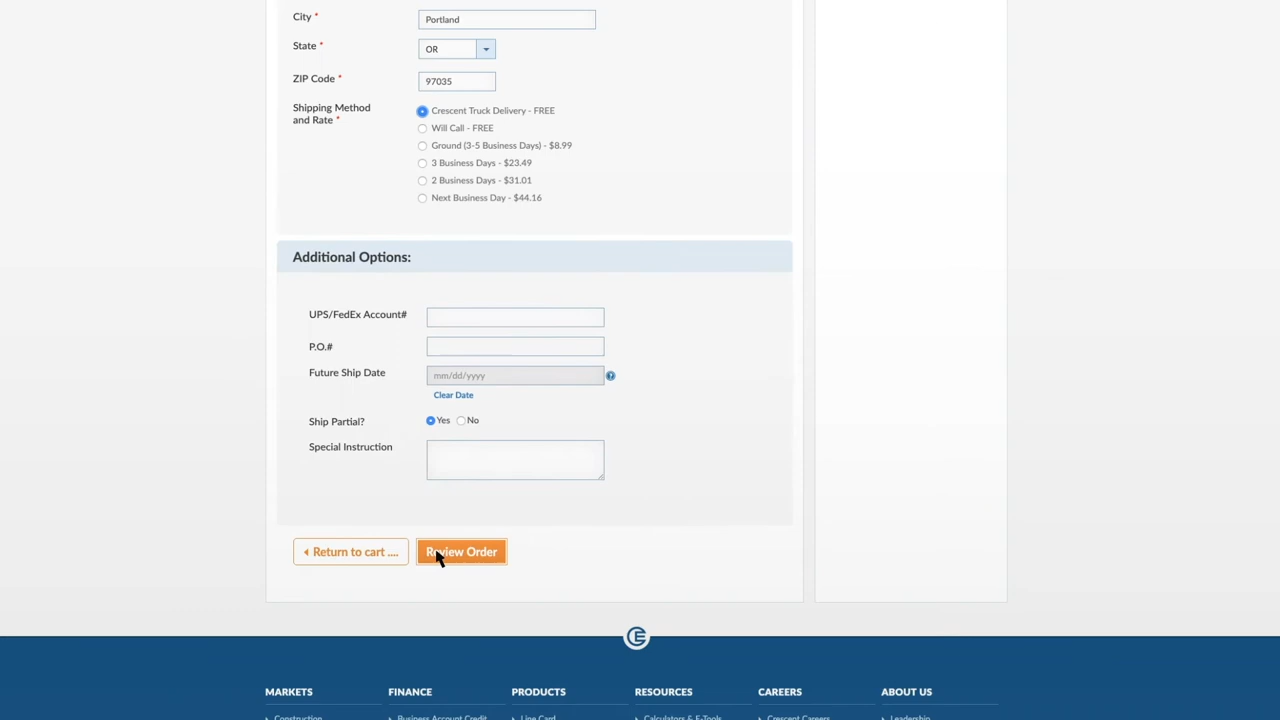 City *
Portland
State *
OR
ZIP Code *
97035
Shipping Method
and Rate *
Crescent Truck Delivery - FREE
Will Call - FREE
Ground (3-5 Business Days) - $8.99
3 Business Days - $23.49
2 Business Days - $31.01
Next Business Day - $44.16
Additional Options:
UPS/FedEx Account#
P.O.#
Future Ship Date
mm/dd/yyyy
Clear Date
Ship Partial?
Yes No
Special Instruction
Return to cart ....
Review Order
MARKETS FINANCE PRODUCTS RESOURCES CAREERS ABOUT US
Construction Business Account Credit Line Card Calculators & E-Tools Crescent Careers Leadership